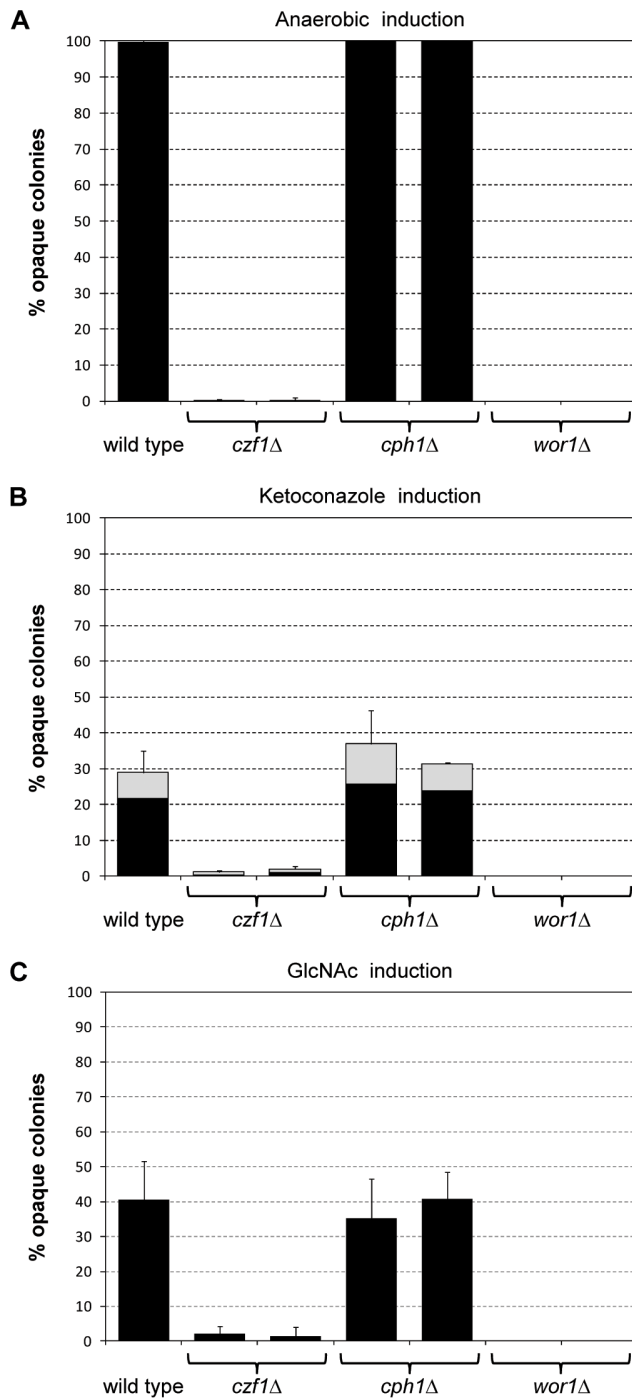 A
Anaerobic induction
% opaque colonies
100
90
80
70
60
50
40
30
20
10
0
wild type czf1Δ cph1Δ wor1Δ
B
Ketoconazole induction
% opaque colonies
100
90
80
70
60
50
40
30
20
10
0
wild type czf1Δ cph1Δ wor1Δ
C
GlcNAc induction
% opaque colonies
100
90
80
70
60
50
40
30
20
10
0
wild type czf1Δ cph1Δ wor1Δ